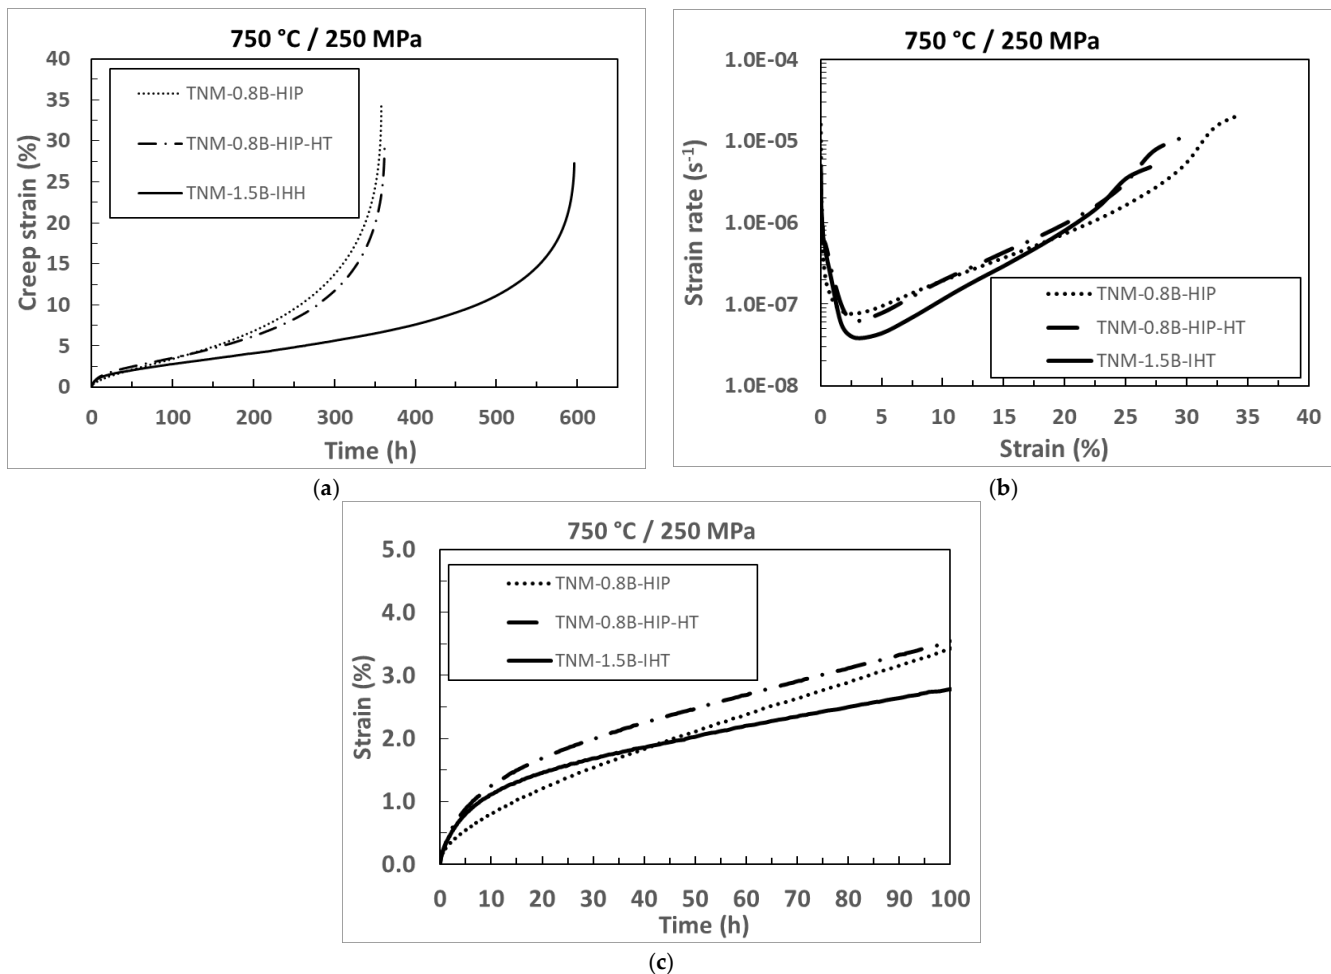 750 °C / 250 MPa
Creep strain (%)
40
35
30
25
20
15
10
5
0
TNM-0.8B-HIP
TNM-0.8B-HIP-HT
TNM-1.5B-IHH
0 100 200 300 400 500 600
Time (h)
(a)
750 °C / 250 MPa
Strain rate (s-1)
1.0E-04
1.0E-05
1.0E-06
1.0E-07
1.0E-08
TNM-0.8B-HIP
TNM-0.8B-HIP-HT
TNM-1.5B-IHT
0 5 10 15 20 25 30 35 40
Strain (%)
(b)
750 °C / 250 MPa
Strain (%)
5.0
4.0
3.0
2.0
1.0
0.0
TNM-0.8B-HIP
TNM-0.8B-HIP-HT
TNM-1.5B-IHT
0 10 20 30 40 50 60 70 80 90 100
Time (h)
(c)